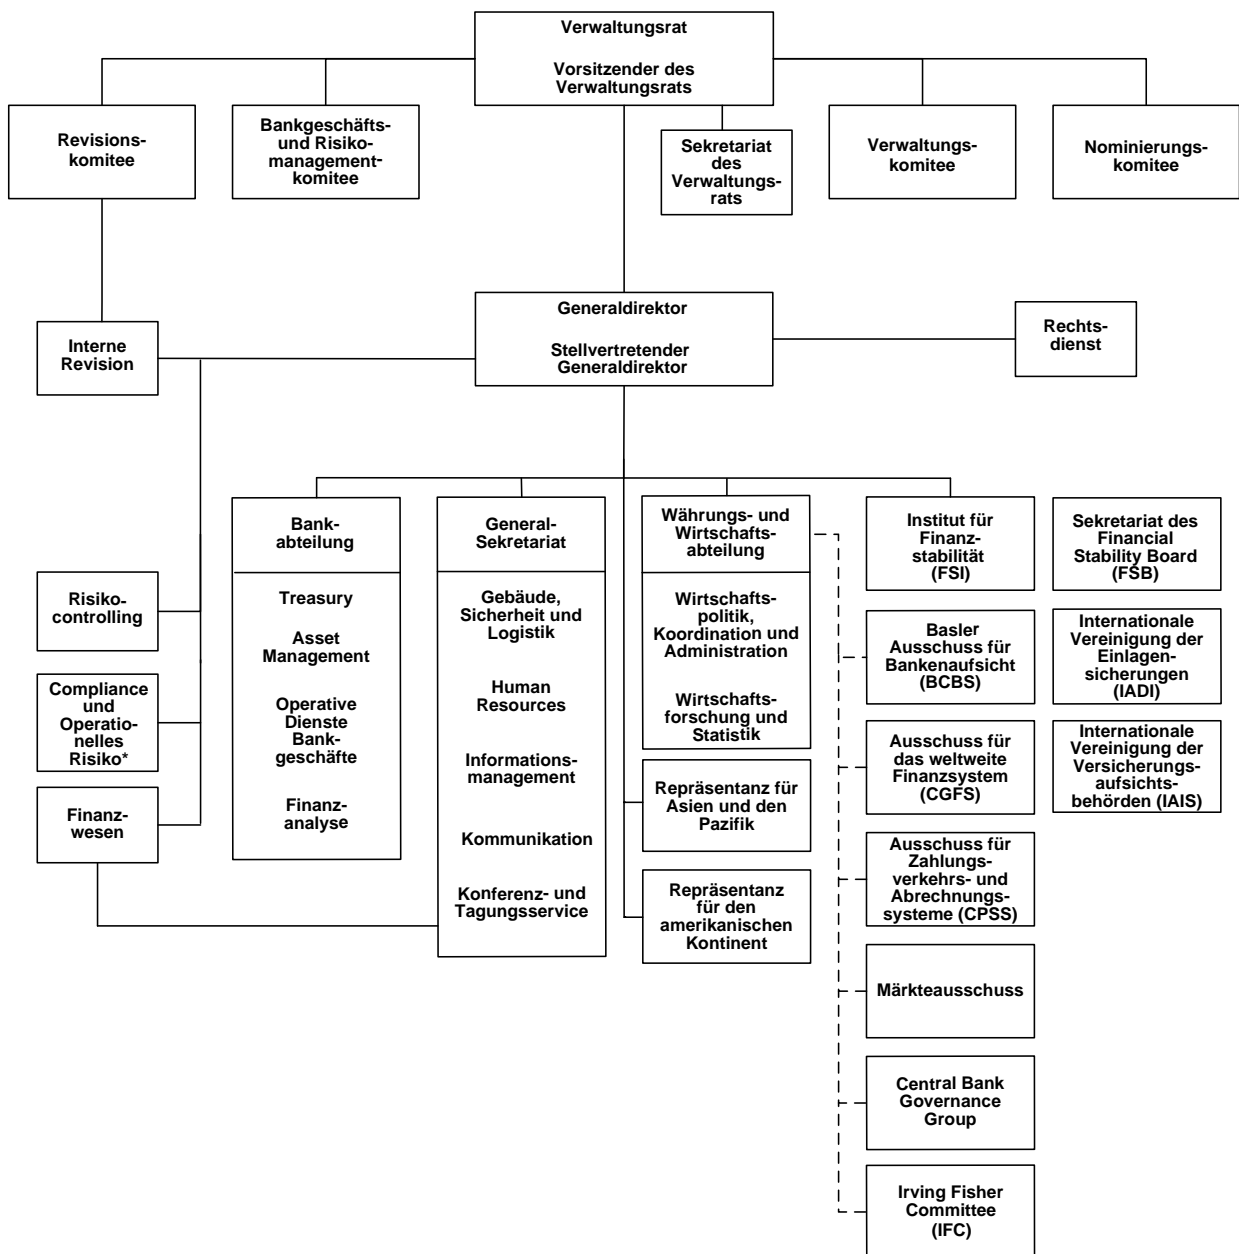 Verwaltungsrat
Vorsitzender des
Verwaltungsrats
Revisions-
komitee
Bankgeschäfts-
und Risiko-
management-
komitee
Sekretariat
des
Verwaltungs-
rats
Verwaltungs-
komitee
Nominierungs-
komitee
Generaldirektor
Stellvertretender
Generaldirektor
Interne
Revision
Rechts-
dienst
Risiko-
controlling
Compliance
und
Operatio-
nelles
Risiko*
Finanz-
wesen
Bank-
abteilung
Treasury
Asset
Management
Operative
Dienste
Bank-
geschäfte
Finanz-
analyse
General-
Sekretariat
Gebäude,
Sicherheit und
Logistik
Human
Resources
Informations-
management
Kommunikation
Konferenz- und
Tagungsservice
Währungs- und
Wirtschafts-
abteilung
Wirtschafts-
politik,
Koordination und
Administration
Wirtschafts-
forschung und
Statistik
Repräsentanz für
Asien und den
Pazifik
Repräsentanz
für den
amerikanischen
Kontinent
Institut für
Finanz-
stabilität
(FSI)
Basler
Ausschuss für
Bankenaufsicht
(BCBS)
Ausschuss für
das weltweite
Finanzsystem
(CGFS)
Ausschuss für
Zahlungs-
verkehrs- und
Abrechnungs-
systeme (CPSS)
Märkteausschuss
Central Bank
Governance
Group
Irving Fisher
Committee
(IFC)
Sekretariat des
Financial
Stability Board
(FSB)
Internationale
Vereinigung der
Einlagen-
sicherungen
(IADI)
Internationale
Vereinigung der
Versicherungs-
aufsichts-
behörden (IAIS)